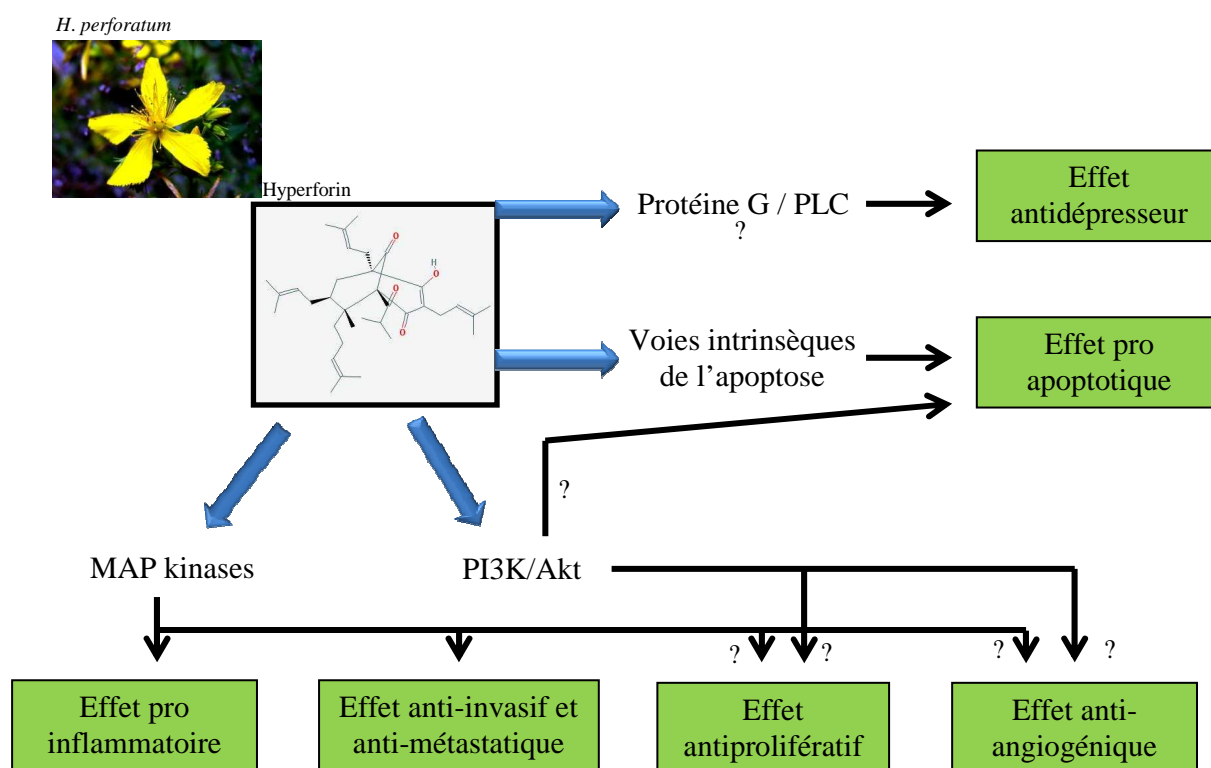 H. perforatum
Hyperforin
O
H
O
O
O
Protéine G / PLC
?
Effet
antidépresseur
Voies intrinsèques
de l'apoptose
Effet pro
apoptotique
?
MAP kinases
PI3K/Akt
? ? ? ?
Effet pro
inflammatoire
Effet anti-invasif et
anti-métastatique
Effet
antiprolifératif
Effet anti-
angiogénique